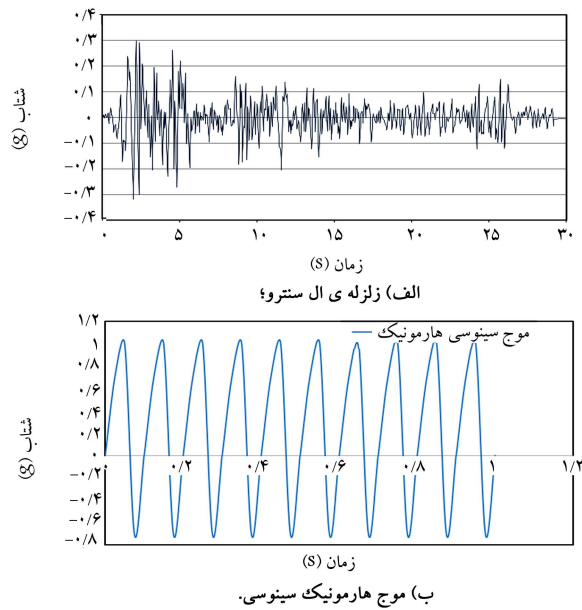 ۰/۴
۰/۳
۰/۲
۰/۱
۰
-۰/۱
-۰/۲
-۰/۳
-۰/۴
شتاب (g)
۰ ۵ ۱۰ ۱۵ ۲۰ ۲۵ ۳۰
زمان (s)
الف) زلزله ی ال سنترو؛
۱/۲
۱
۰/۸
۰/۶
۰/۴
۰/۲
۰
-۰/۲
-۰/۴
-۰/۶
-۰/۸
شتاب (g)
موج سینوسی هارمونیک
۰/۲ ۰/۴ ۰/۶ ۰/۸ ۱ ۱/۲
زمان (s)
ب) موج هارمونیک سینوسی.